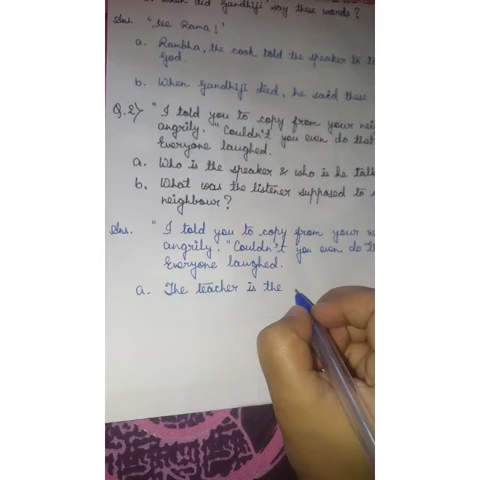 did Gandhiji say these words?
Ans. 'He Rama!'
a. Rambha, the cook told the speaker to
God.
b. When Gandhiji died, he said these
Q.2) "I told you to copy from your
angrily. "Couldn't you even do that
Everyone laughed.
a. Who is the speaker & who is he
b. What was the listener supposed to
neighbour?
Ans. "I told you to copy from your
angrily. "Couldn't you even do
Everyone laughed.
a. The teacher is the